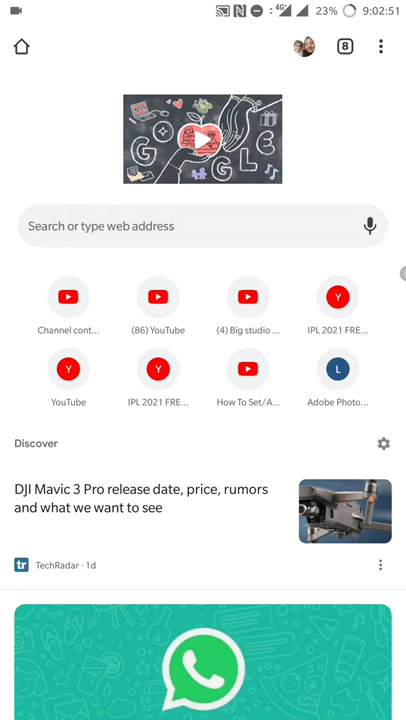 4G+ 23% 9:02:51
8
G GLE
Search or type web address
Y
Channel cont... (86) YouTube (4) Big studio ... IPL 2021 FRE...
Y Y L
YouTube IPL 2021 FRE... How To Set/A... Adobe Photo...
Discover
DJI Mavic 3 Pro release date, price, rumors
and what we want to see
tr TechRadar · 1d